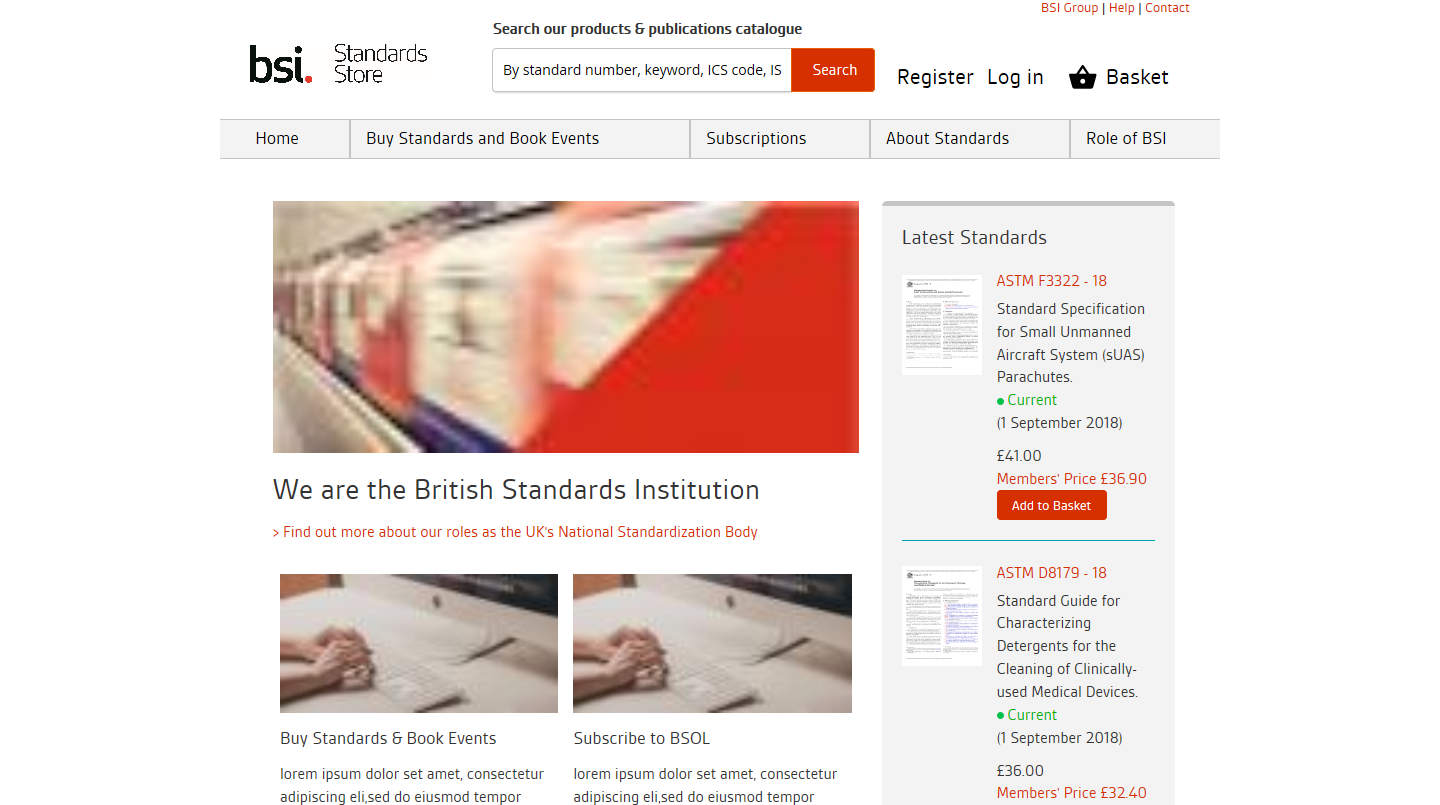 BSI Group | Help | Contact
bsi.
Standards
Store
Search our products & publications catalogue
By standard number, keyword, ICS code, IS
Search
Register
Log in
Basket
Home
Buy Standards and Book Events
Subscriptions
About Standards
Role of BSI
We are the British Standards Institution
> Find out more about our roles as the UK's National Standardization Body
Buy Standards & Book Events
lorem ipsum dolor set amet, consectetur
adipiscing eli,sed do eiusmod tempor
Subscribe to BSOL
lorem ipsum dolor set amet, consectetur
adipiscing eli,sed do eiusmod tempor
Latest Standards
ASTM F3322 - 18
Standard Specification
for Small Unmanned
Aircraft System (sUAS)
Parachutes.
Current
(1 September 2018)
£41.00
Members' Price £36.90
Add to Basket
ASTM D8179 - 18
Standard Guide for
Characterizing
Detergents for the
Cleaning of Clinically-
used Medical Devices.
Current
(1 September 2018)
£36.00
Members' Price £32.40